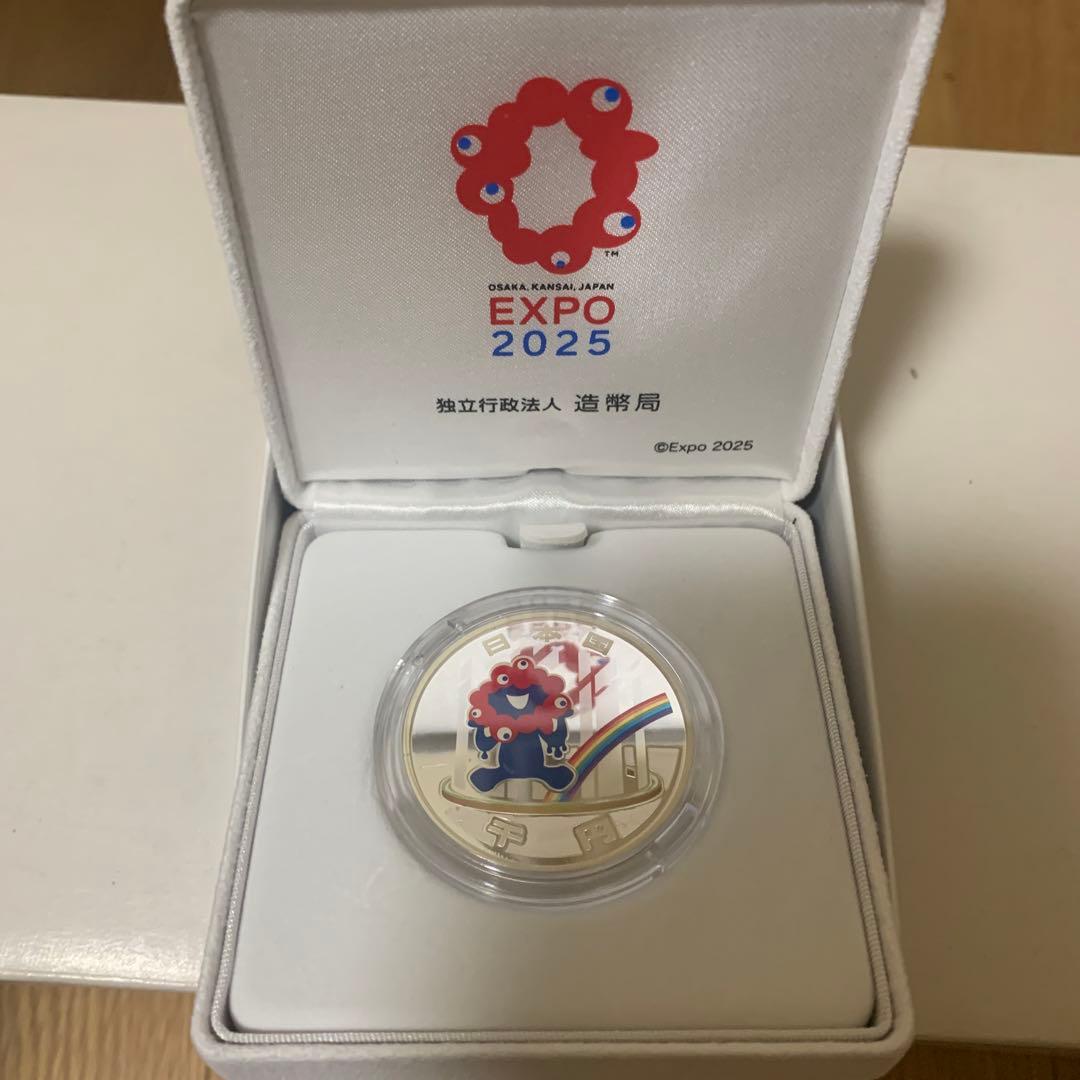 TM
OSAKA, KANSAI, JAPAN
EXPO
2025
独立行政法人 造幣局
©Expo 2025
日本国
千円